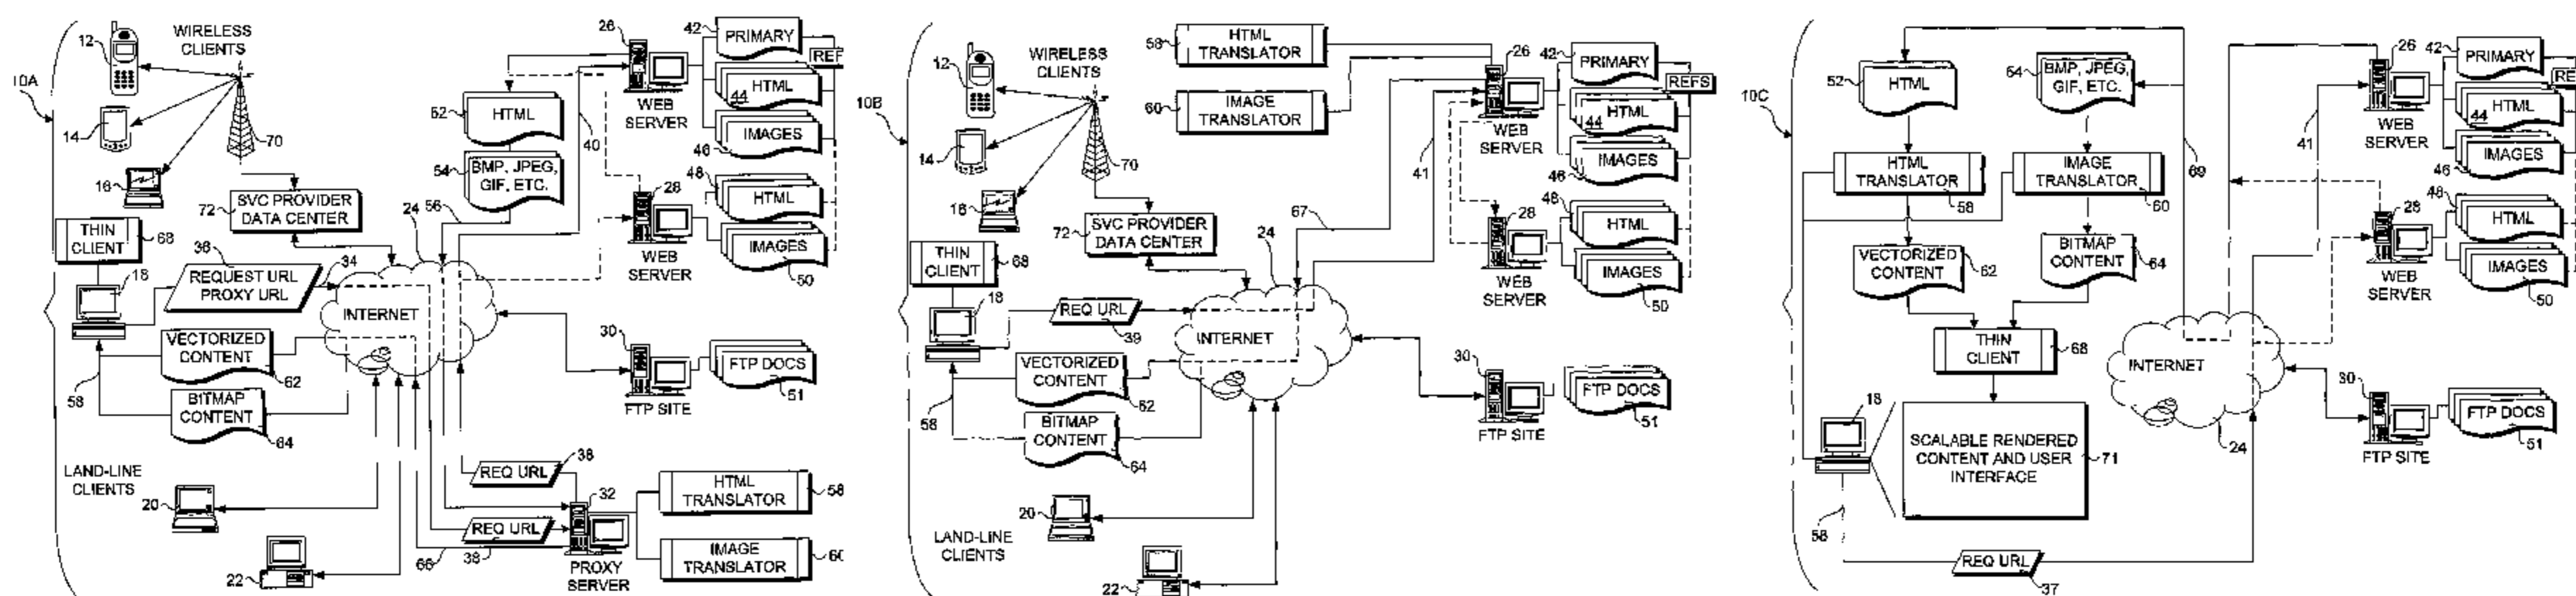 10A
12
WIRELESS
CLIENTS
14
16
70
72
SVC PROVIDER
DATA CENTER
THIN
CLIENT
68
18
36
REQUEST URL
PROXY URL
34
24
INTERNET
VECTORIZED
CONTENT
62
58
BITMAP
CONTENT
64
LAND-LINE
CLIENTS
20
22
26
WEB
SERVER
42
PRIMARY
HTML
44
IMAGES
46
52
HTML
40
54
BMP, JPEG,
GIF, ETC.
56
28
WEB
SERVER
48
HTML
IMAGES
50
30
FTP SITE
FTP DOCS
51
REQ URL
38
32
REQ URL
38
66
PROXY
SERVER
HTML
TRANSLATOR
58
IMAGE
TRANSLATOR
10B
12
WIRELESS
CLIENTS
14
16
70
72
SVC PROVIDER
DATA CENTER
THIN
CLIENT
68
18
REQ URL
39
24
INTERNET
67
VECTORIZED
CONTENT
62
58
BITMAP
CONTENT
64
LAND-LINE
CLIENTS
20
22
58
HTML
TRANSLATOR
60
IMAGE
TRANSLATOR
41
26
WEB
SERVER
42
PRIMARY
REFS
HTML
44
IMAGES
46
28
WEB
SERVER
48
HTML
IMAGES
50
30
FTP SITE
FTP DOCS
51
10C
52
HTML
54
BMP, JPEG,
GIF, ETC.
HTML
TRANSLATOR
58
IMAGE
TRANSLATOR
60
69
VECTORIZED
CONTENT
62
BITMAP
CONTENT
64
THIN
CLIENT
68
18
SCALABLE RENDERED
CONTENT AND USER
INTERFACE
71
58
REQ URL
37
INTERNET
24
41
26
WEB
SERVER
42
PRIMARY
HTML
44
IMAGES
46
28
WEB
SERVER
48
HTML
IMAGES
50
30
FTP SITE
FTP DOCS
51